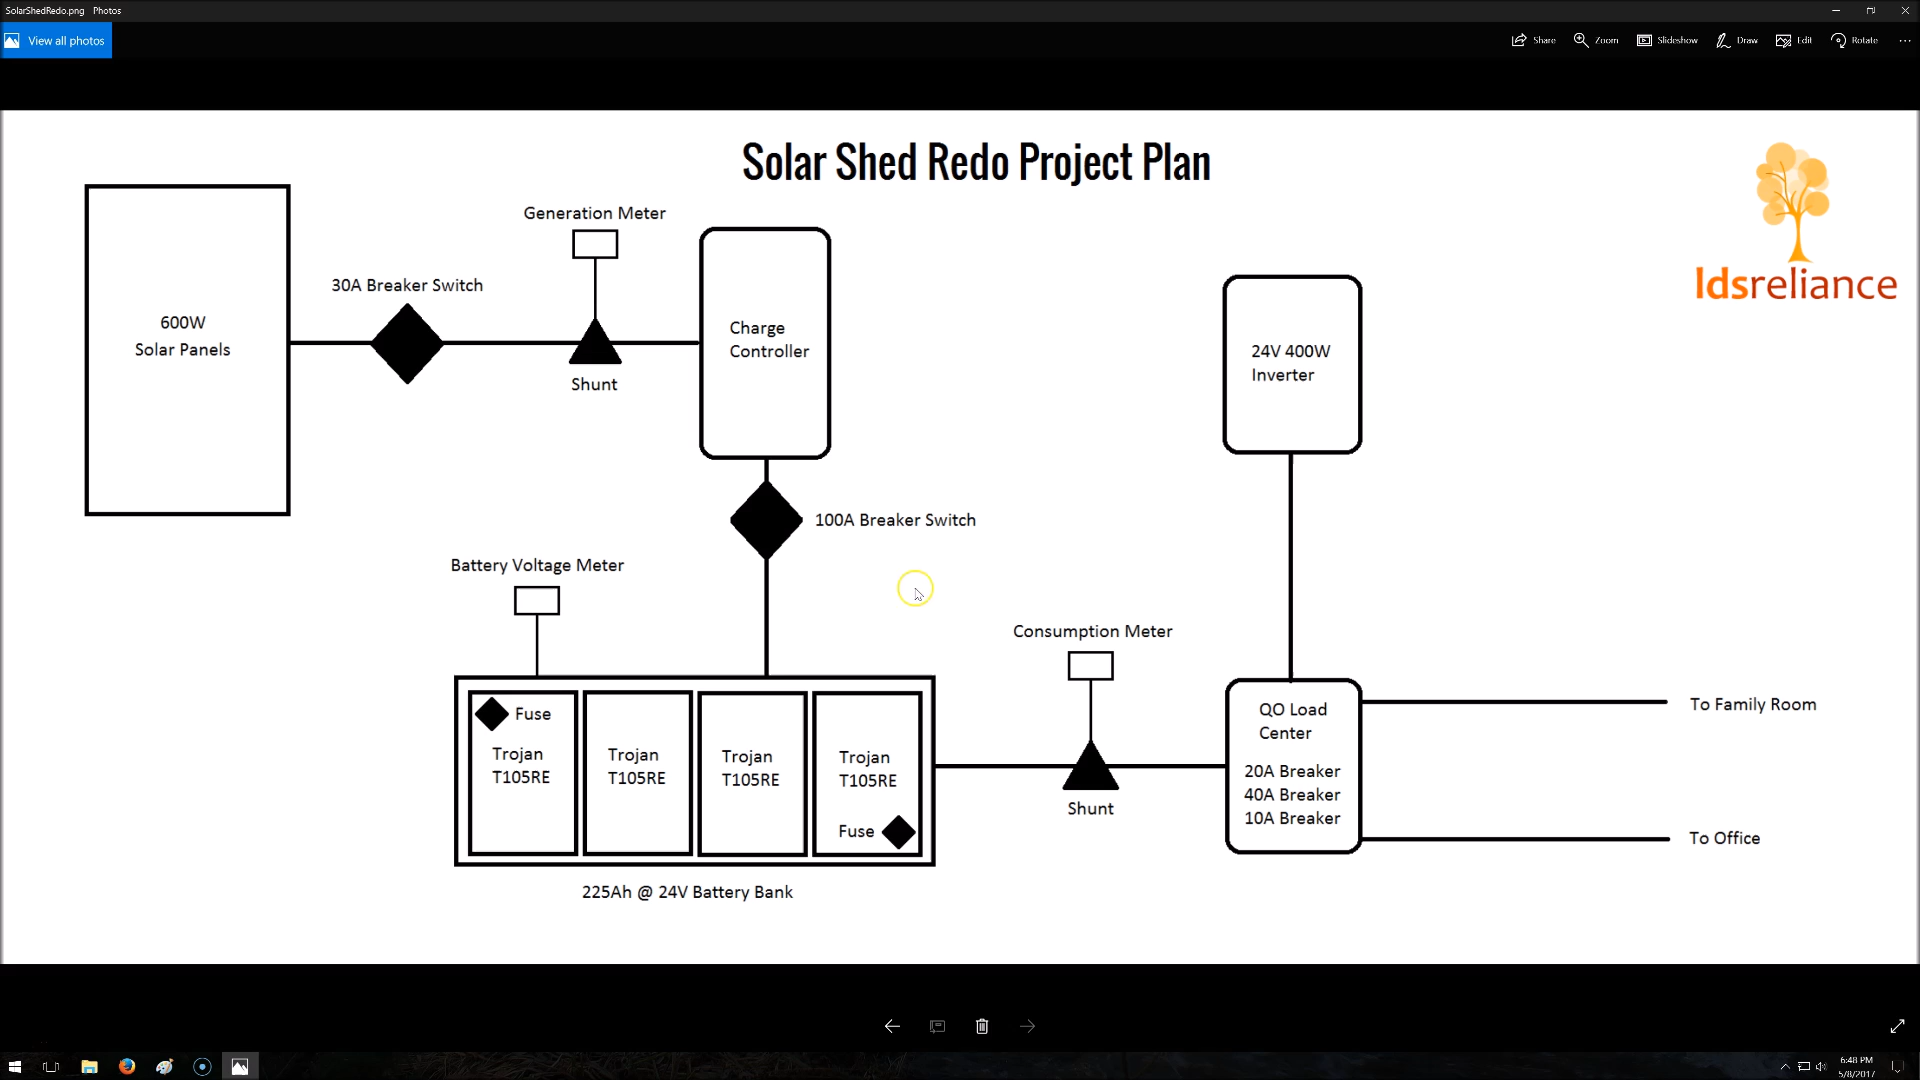 SolarShedRedo.png   Photos
View all photos
Share
Zoom
Slideshow
Draw
Edit
Rotate
Solar Shed Redo Project Plan
ldsreliance
Generation Meter
30A Breaker Switch
600W
Solar Panels
Shunt
Charge
Controller
24V 400W
Inverter
100A Breaker Switch
Battery Voltage Meter
Consumption Meter
Fuse
Trojan
T105RE
Trojan
T105RE
Trojan
T105RE
Trojan
T105RE
Fuse
225Ah @ 24V Battery Bank
Shunt
QO Load
Center
20A Breaker
40A Breaker
10A Breaker
To Family Room
To Office
6:48 PM
5/8/2017